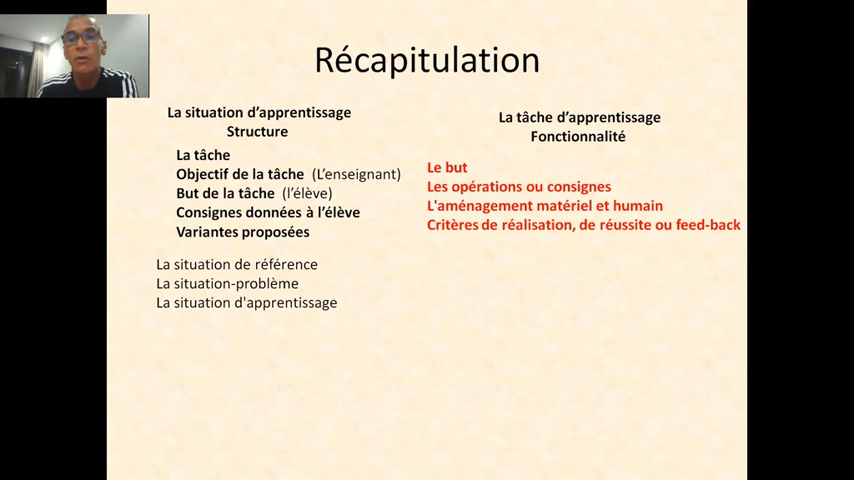 Récapitulation
La situation d’apprentissage
Structure
La tâche
Objectif de la tâche (L’enseignant)
But de la tâche (l’élève)
Consignes données à l’élève
Variantes proposées
La situation de référence
La situation-problème
La situation d'apprentissage
La tâche d’apprentissage
Fonctionnalité
Le but
Les opérations ou consignes
L'aménagement matériel et humain
Critères de réalisation, de réussite ou feed-back